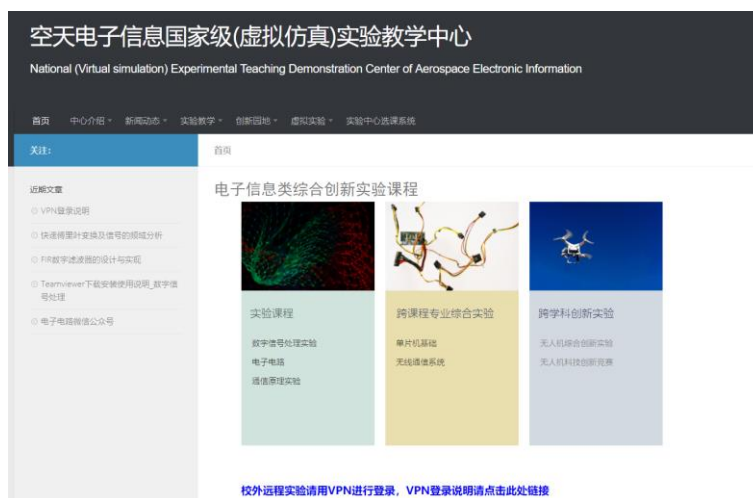 空天电子信息国家级(虚拟仿真)实验教学中心
National (Virtual simulation) Experimental Teaching Demonstration Center of Aerospace Electronic Information
首页 中心介绍 新闻动态 实验教学 创新园地 虚拟实验 实验中心选课系统
关注:
首页
近期文章
VPN登录说明
快速傅里叶变换及信号的频域分析
FIR数字滤波器的设计与实现
Teamviewer下载安装使用说明_数字信
号处理
电子电路微信公众号
电子信息类综合创新实验课程
实验课程
数字信号处理实验
电子电路
通信原理实验
跨课程专业综合实验
单片机基础
无线通信系统
跨学科创新实验
无人机综合创新实验
无人机科技创新竞赛
校外远程实验请用VPN进行登录，VPN登录说明请点击此处链接